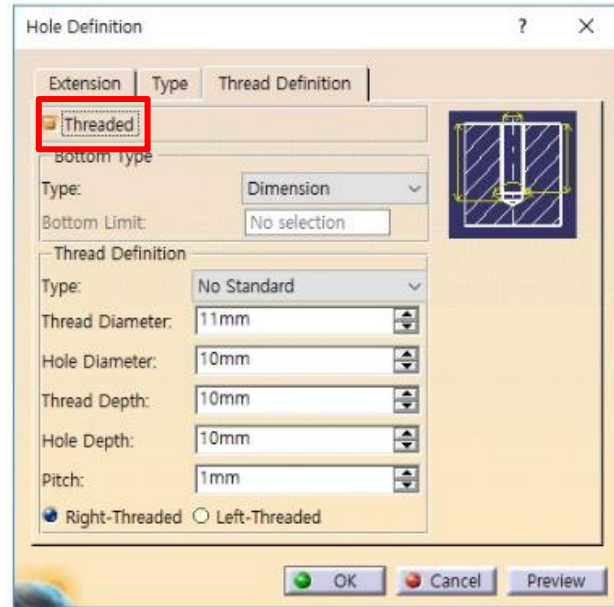 Hole Definition ? ×
Extension Type Thread Definition
Threaded
Bottom Type
Type: Dimension
Bottom Limit: No selection
Thread Definition
Type: No Standard
Thread Diameter: 11mm
Hole Diameter: 10mm
Thread Depth: 10mm
Hole Depth: 10mm
Pitch: 1mm
Right-Threaded Left-Threaded
OK Cancel Preview